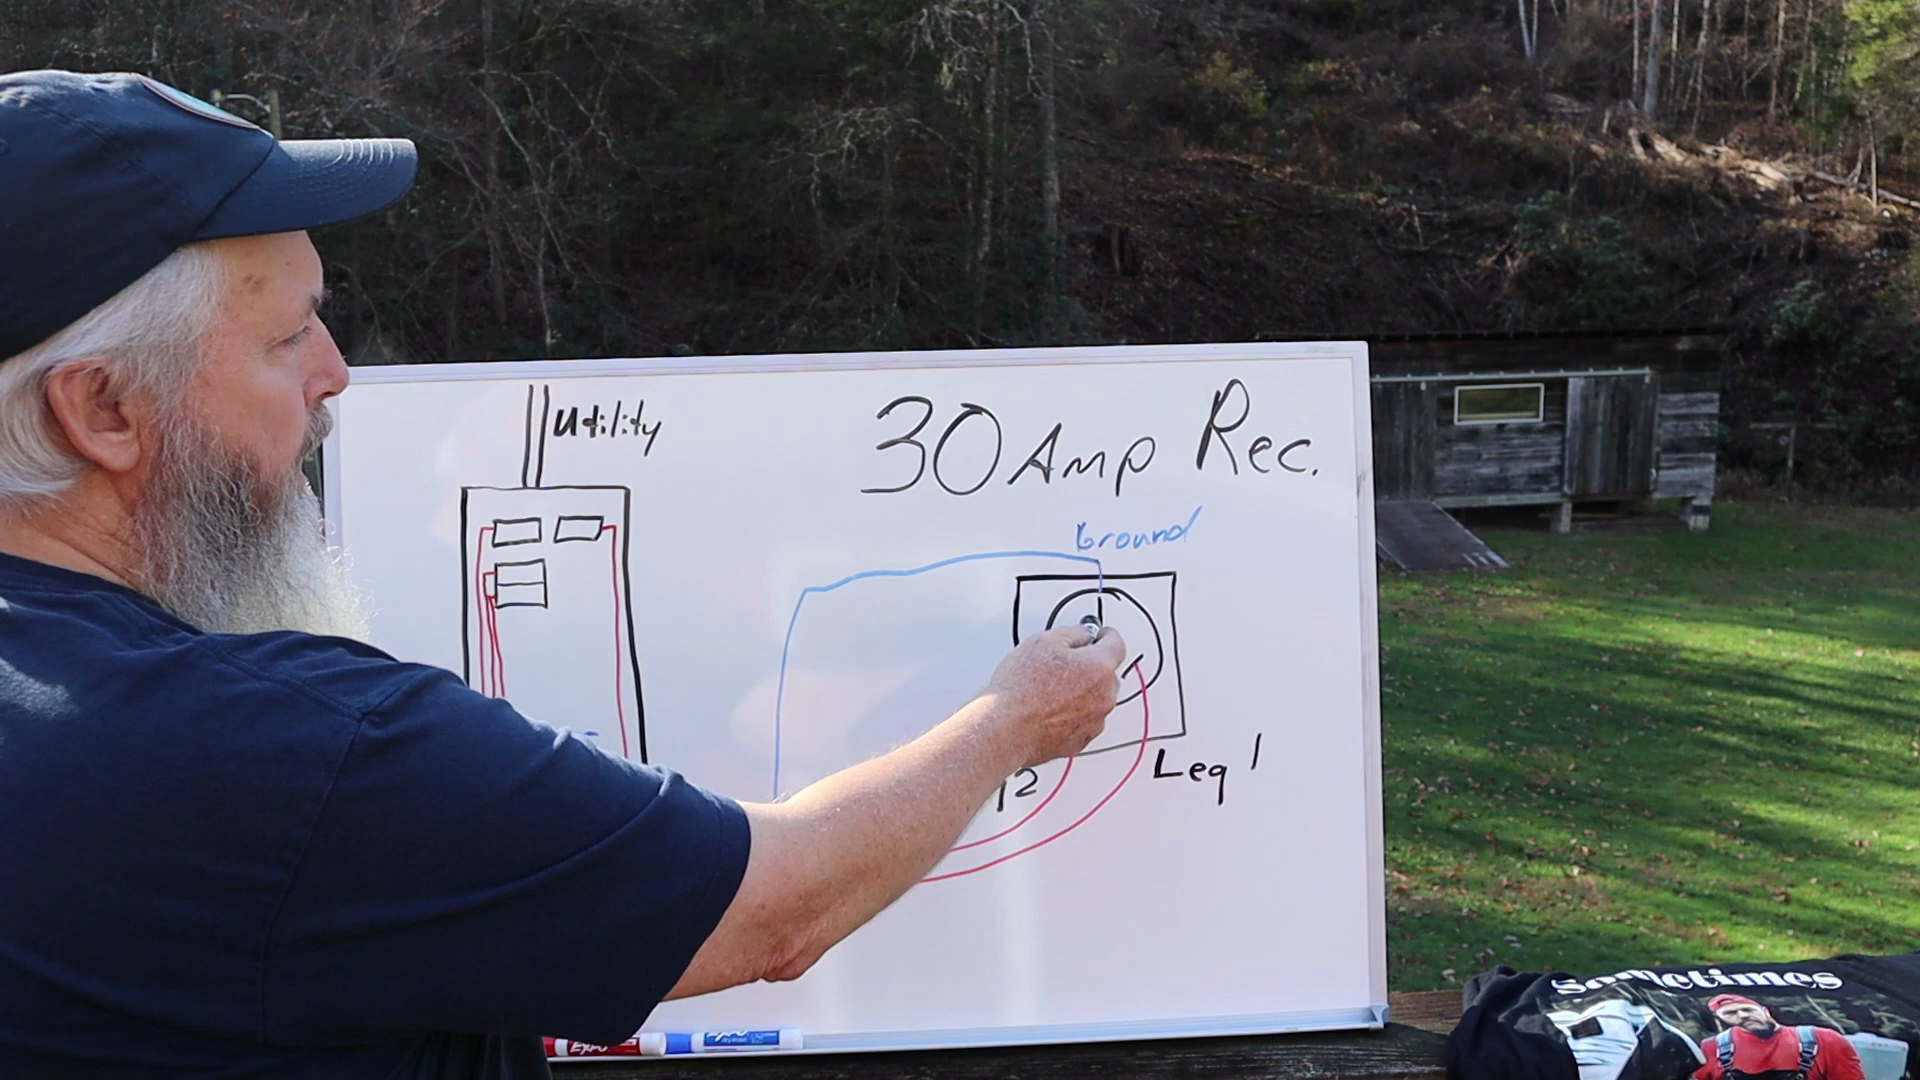 Utility
30 Amp Rec.
Ground
Leg 1
2
EXPO
EXPO
Sometimes